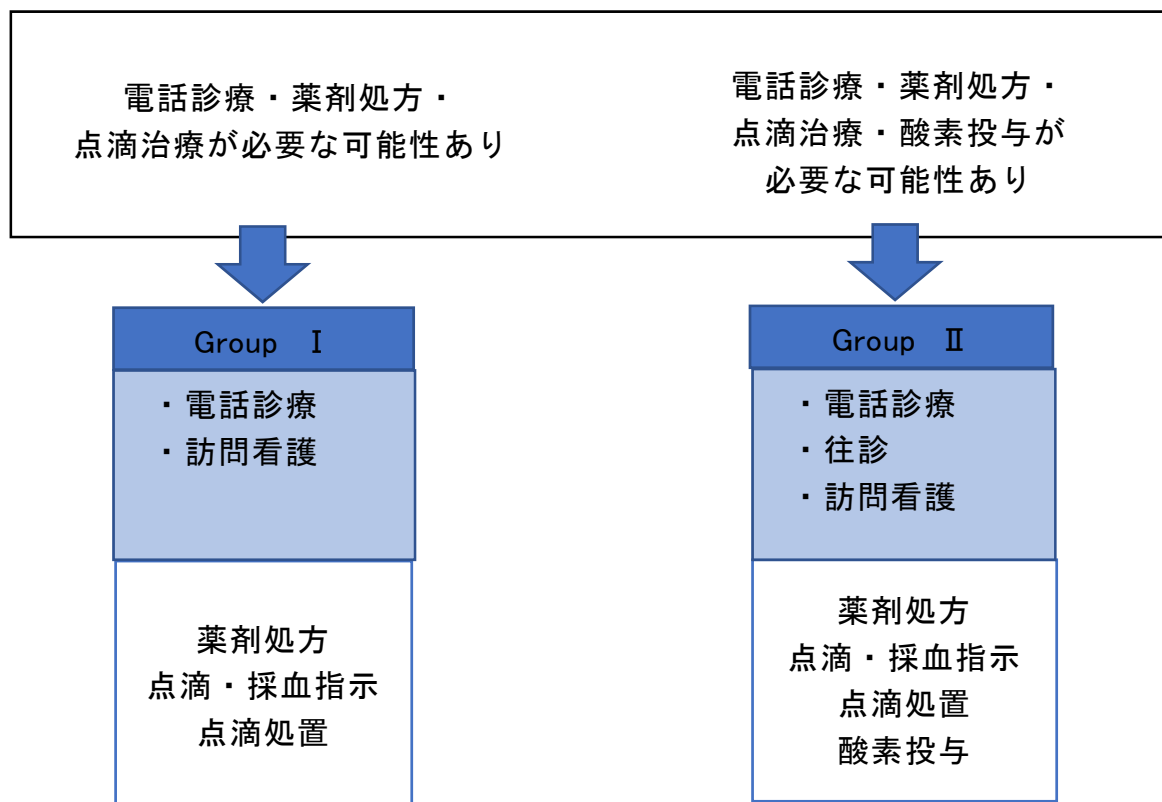 電話診療・薬剤処方・
点滴治療が必要な可能性あり
電話診療・薬剤処方・
点滴治療・酸素投与が
必要な可能性あり
Group Ⅰ
・電話診療
・訪問看護
薬剤処方
点滴・採血指示
点滴処置
Group Ⅱ
・電話診療
・往診
・訪問看護
薬剤処方
点滴・採血指示
点滴処置
酸素投与